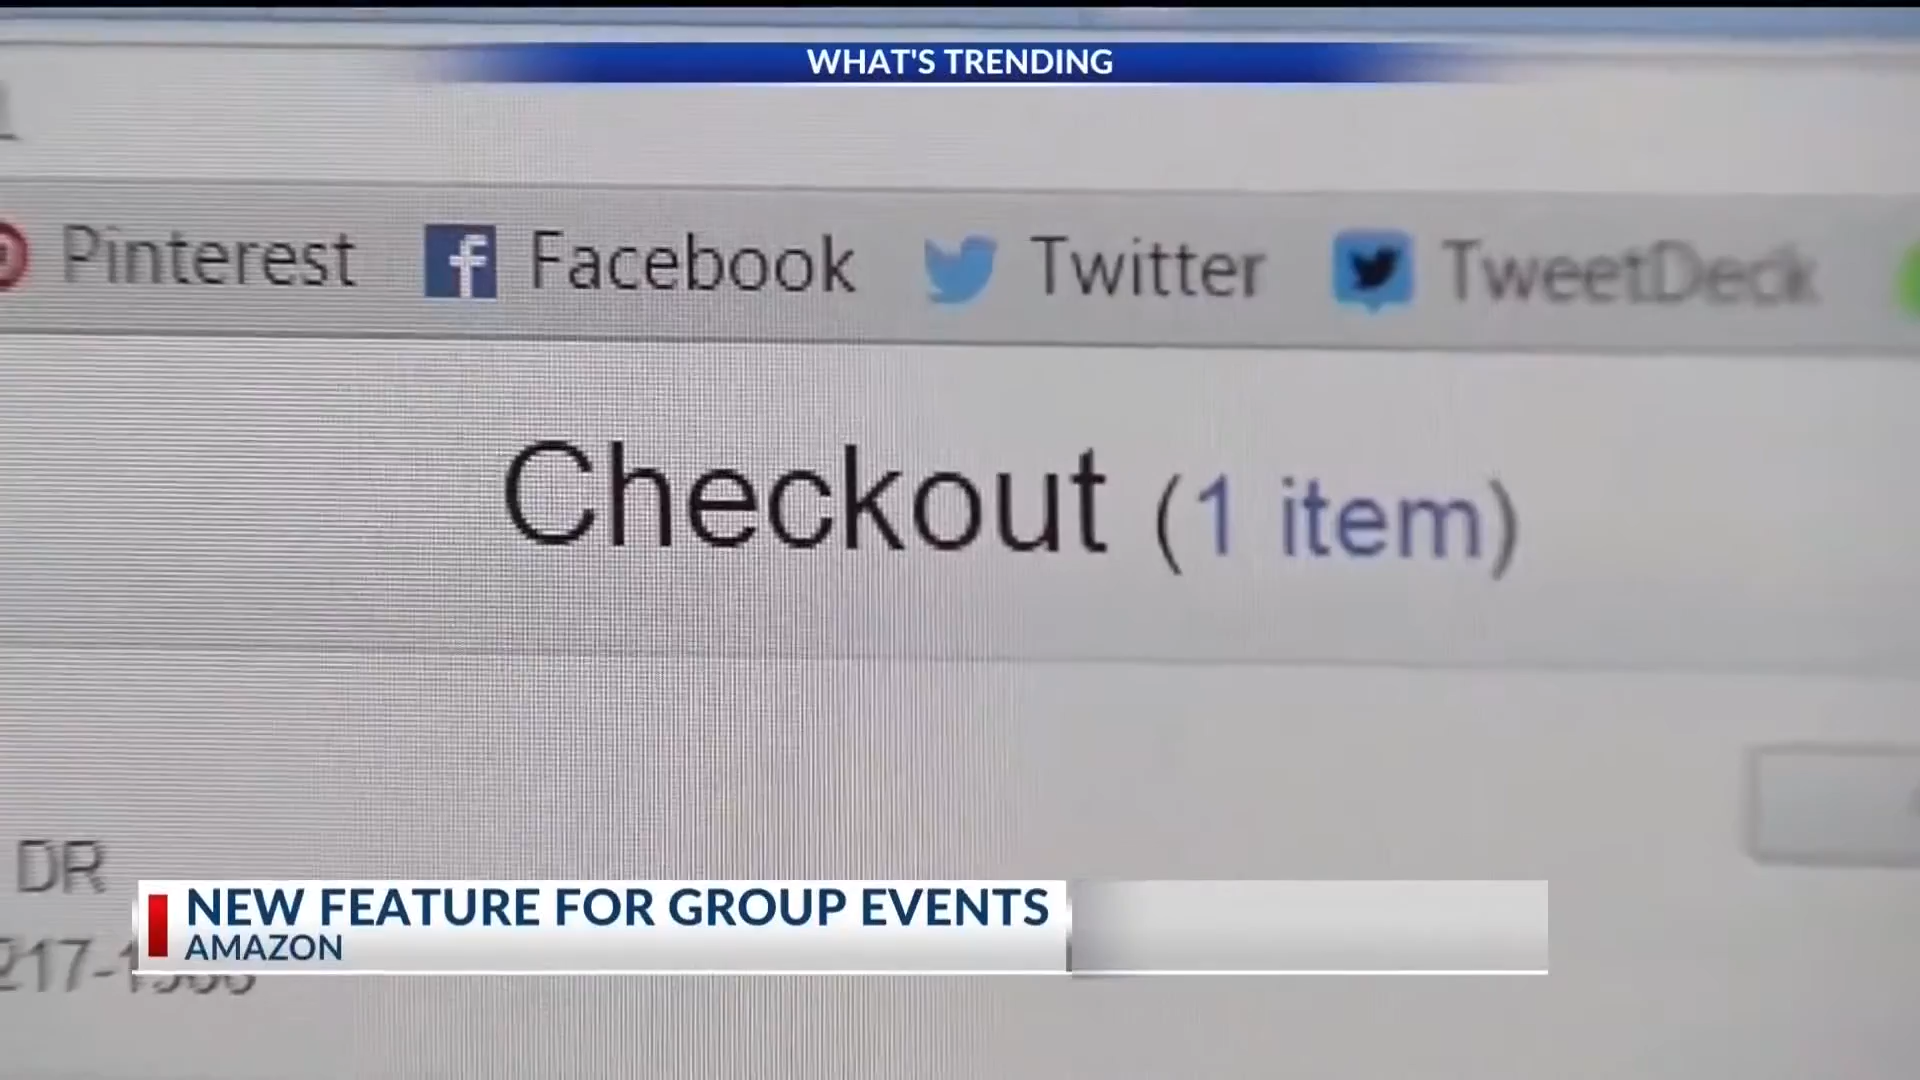 WHAT'S TRENDING
Pinterest Facebook Twitter TweetDeck
Checkout (1 item)
DR
NEW FEATURE FOR GROUP EVENTS
AMAZON